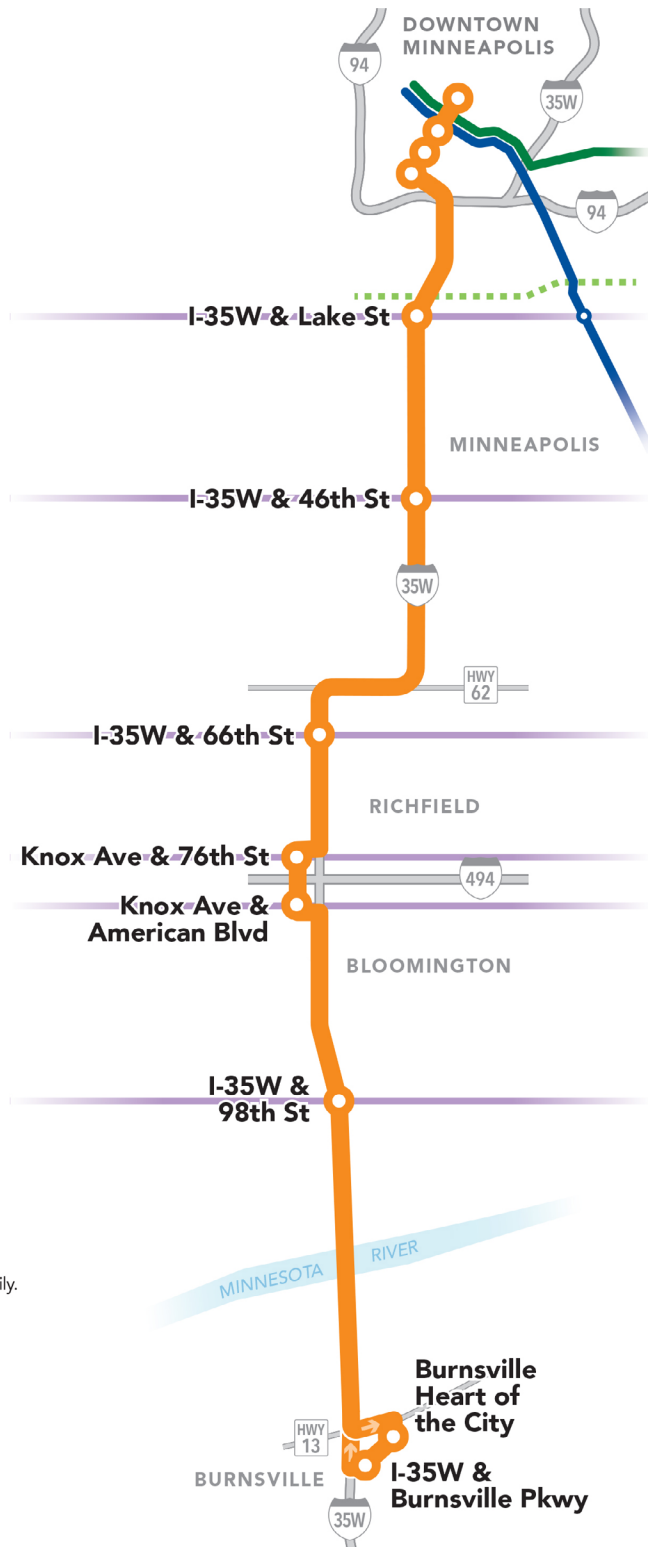 DOWNTOWN
MINNEAPOLIS
94
35W
94
I-35W & Lake St
MINNEAPOLIS
I-35W & 46th St
35W
HWY
62
I-35W & 66th St
RICHFIELD
Knox Ave & 76th St
494
Knox Ave &
American Blvd
BLOOMINGTON
I-35W &
98th St
MINNESOTA RIVER
ily.
Burnsville
Heart of
the City
HWY
13
BURNSVILLE
I-35W &
Burnsville Pkwy
35W